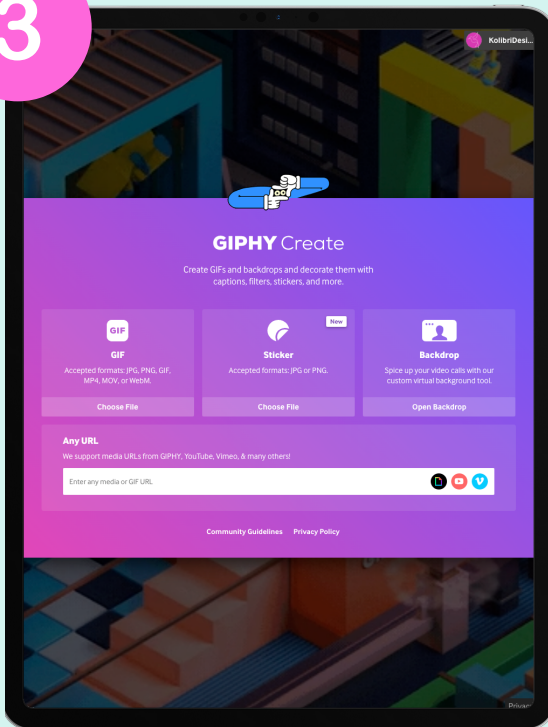 3
KolibriDesi...
GIPHY Create
Create GIFs and backdrops and decorate them with
captions, filters, stickers, and more.
GIF
GIF
Accepted formats: JPG, PNG, GIF,
MP4, MOV, or WebM.
Choose File
New
Sticker
Accepted formats: JPG or PNG.
Choose File
Backdrop
Spice up your video calls with our
custom virtual background tool.
Open Backdrop
Any URL
We support media URLs from GIPHY, YouTube, Vimeo, & many others!
Enter any media or GIF URL
Community Guidelines Privacy Policy
Privac